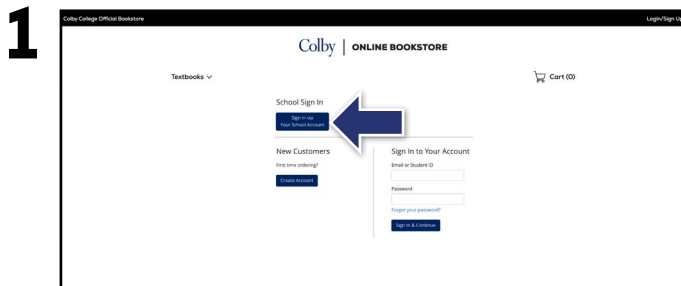 1
Colby College Official Bookstore
Login/Sign Up
Colby | ONLINE BOOKSTORE
Textbooks
Cart (0)
School Sign In
Sign In via
Your School Account
New Customers
First time ordering?
Create Account
Sign In to Your Account
Email or Student ID
Password
Forgot your password?
Sign In & Continue